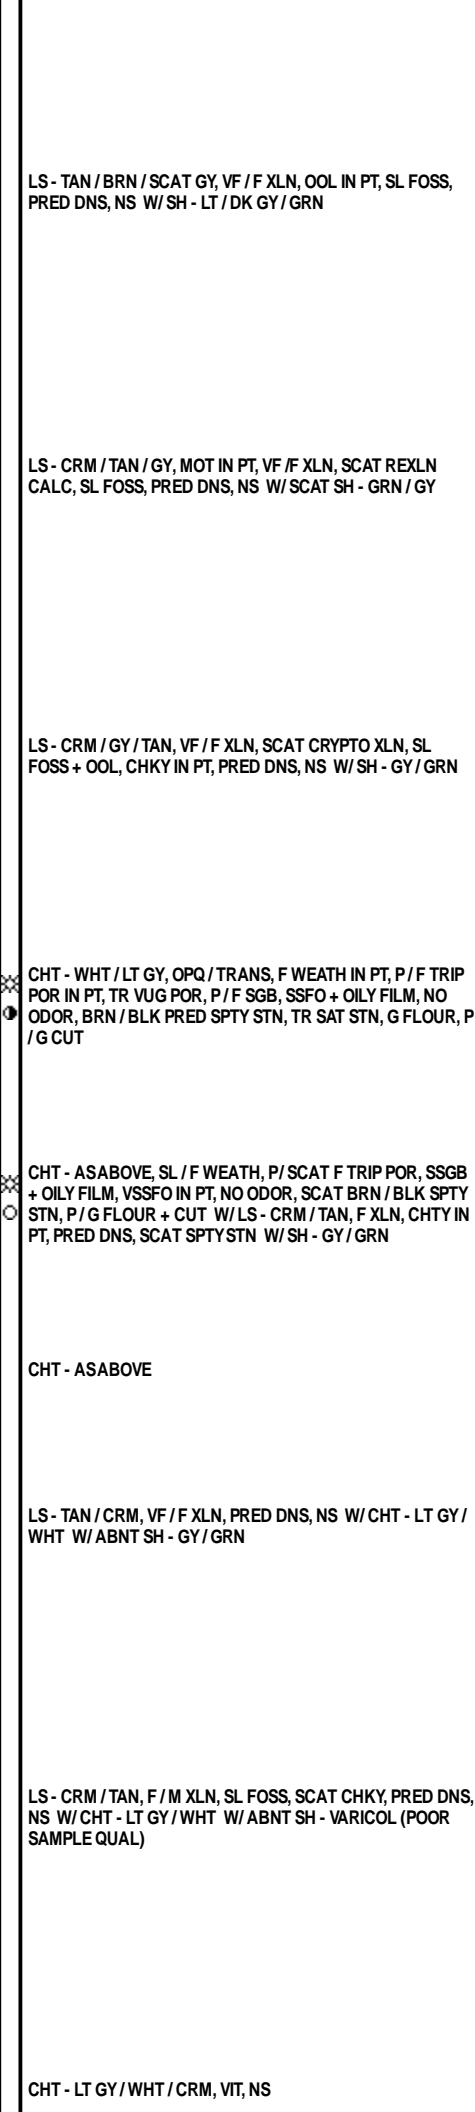 LS - TAN / BRN / SCAT GY, VF / F XLN, OOL IN PT, SL FOSS,
PRED DNS, NS W/ SH - LT / DK GY / GRN
LS - CRM / TAN / GY, MOT IN PT, VF /F XLN, SCAT REXLN
CALC, SL FOSS, PRED DNS, NS W/ SCAT SH - GRN / GY
LS - CRM / GY / TAN, VF / F XLN, SCAT CRYPTO XLN, SL
FOSS + OOL, CHKY IN PT, PRED DNS, NS W/ SH - GY / GRN
CHT - WHT / LT GY, OPQ / TRANS, F WEATH IN PT, P / F TRIP
POR IN PT, TR VUG POR, P / F SGB, SSFO + OILY FILM, NO
ODOR, BRN / BLK PRED SPTY STN, TR SAT STN, G FLOUR, P
/ G CUT
CHT - AS ABOVE, SL / F WEATH, P / SCAT F TRIP POR, SSGB
+ OILY FILM, VSSFO IN PT, NO ODOR, SCAT BRN / BLK SPTY
STN, P / G FLOUR + CUT W/ LS - CRM / TAN, F XLN, CHTY IN
PT, PRED DNS, SCAT SPTY STN W/ SH - GY / GRN
CHT - AS ABOVE
LS - TAN / CRM, VF / F XLN, PRED DNS, NS W/ CHT - LT GY /
WHT W/ ABNT SH - GY / GRN
LS - CRM / TAN, F / M XLN, SL FOSS, SCAT CHKY, PRED DNS,
NS W/ CHT - LT GY / WHT W/ ABNT SH - VARICOL (POOR
SAMPLE QUAL)
CHT - LT GY / WHT / CRM, VIT, NS